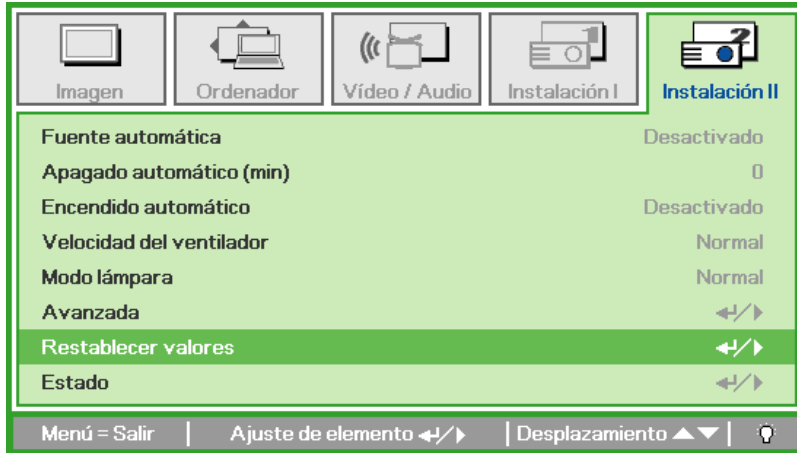 Imagen Ordenador Vídeo / Audio Instalación I Instalación II
Fuente automática Desactivado
Apagado automático (min) 0
Encendido automático Desactivado
Velocidad del ventilador Normal
Modo lámpara Normal
Avanzada
Restablecer valores
Estado
Menú = Salir Ajuste de elemento Desplazamiento